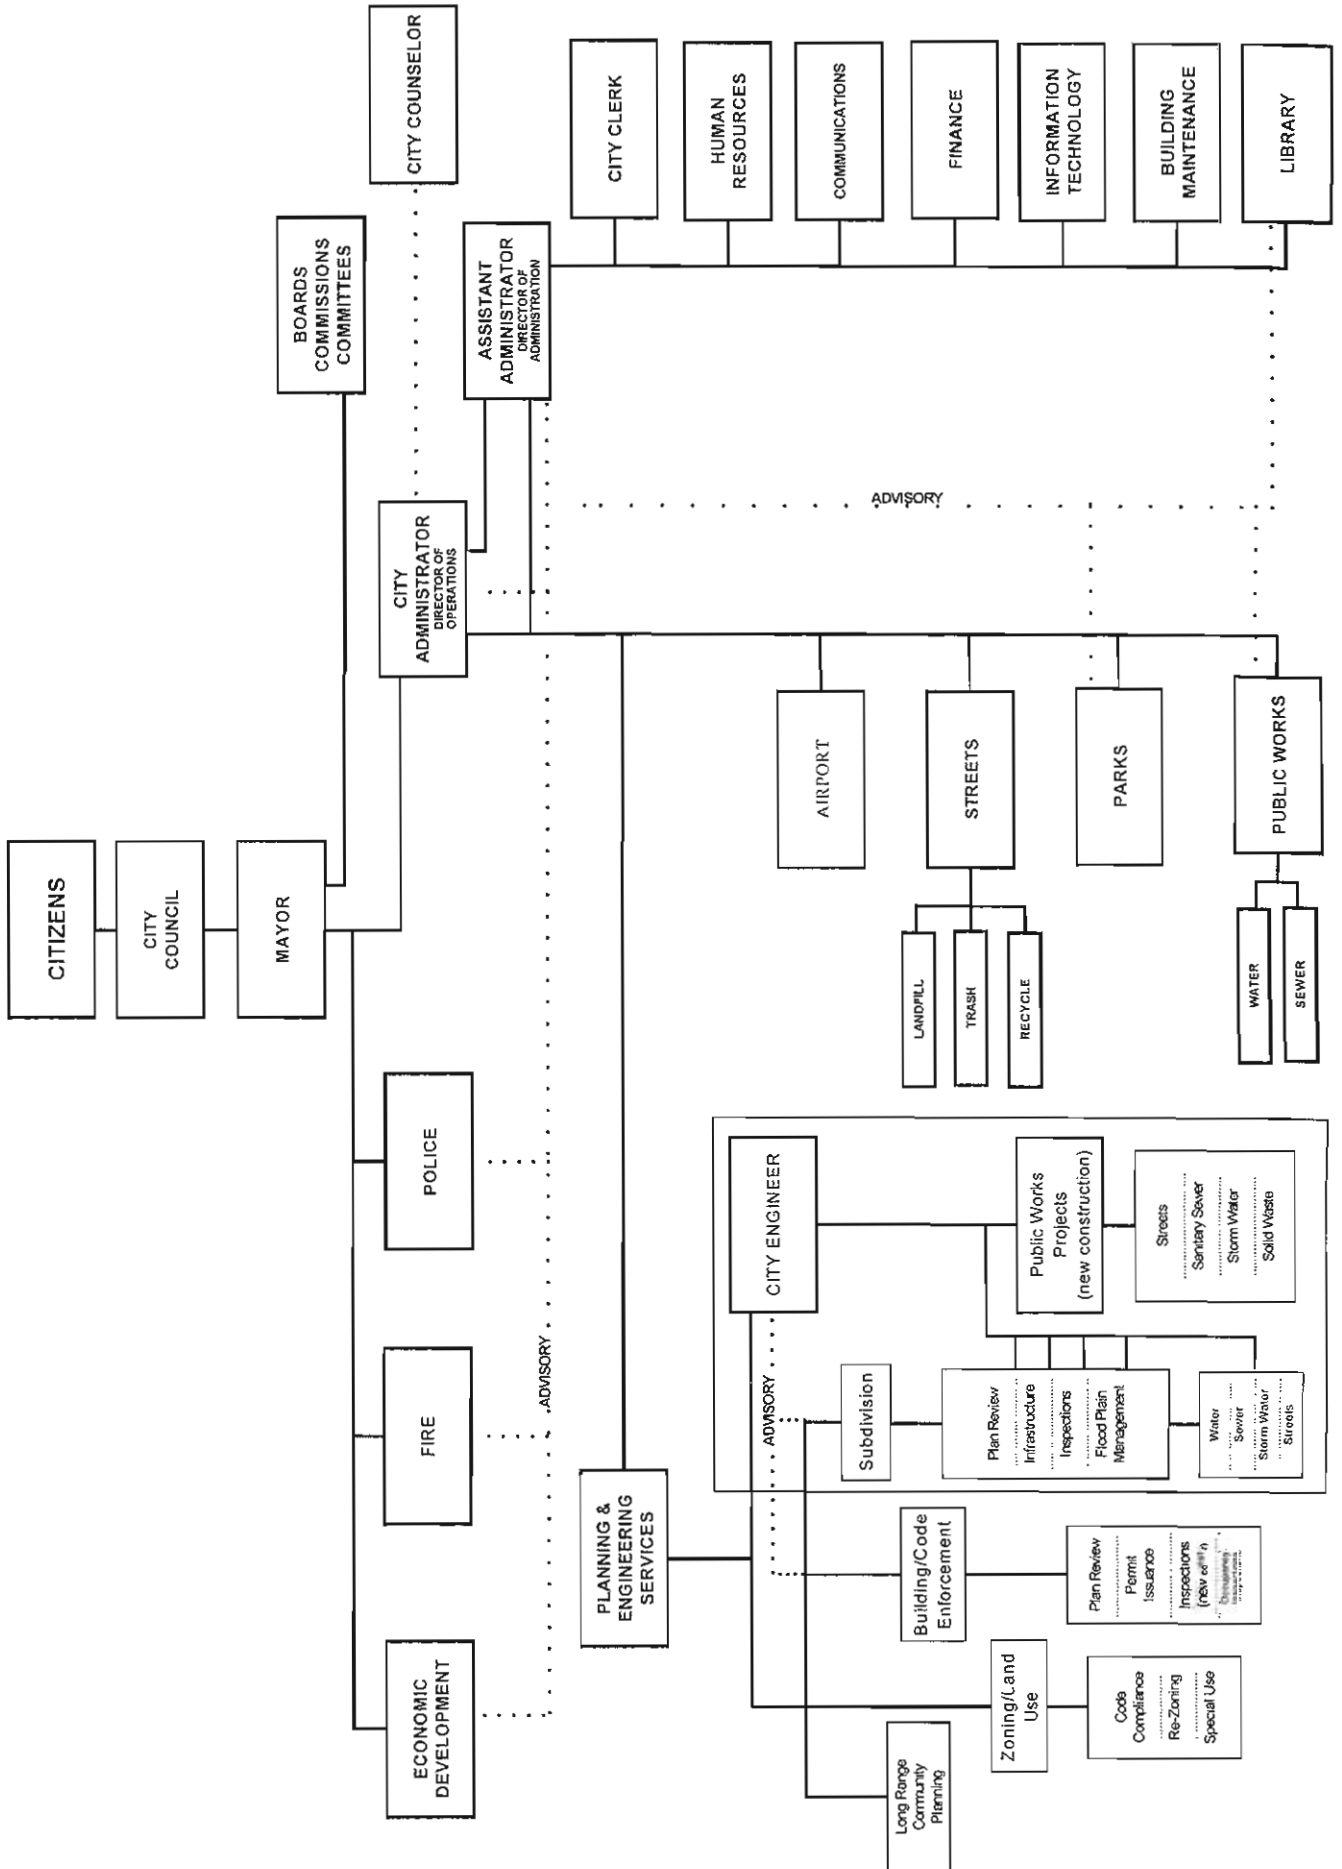 CITIZENS
CITY
COUNCIL
MAYOR
BOARDS
COMMISSIONS
COMMITTEES
CITY COUNSELOR
CITY
ADMINISTRATOR
DIRECTOR OF
OPERATIONS
ASSISTANT
ADMINISTRATOR
DIRECTOR OF
ADMINISTRATION
CITY CLERK
HUMAN
RESOURCES
COMMUNICATIONS
FINANCE
INFORMATION
TECHNOLOGY
BUILDING
MAINTENANCE
LIBRARY
ADVISORY
ECONOMIC
DEVELOPMENT
FIRE
POLICE
ADVISORY
PLANNING &
ENGINEERING
SERVICES
AIRPORT
STREETS
LANDFILL
TRASH
RECYCLE
PARKS
PUBLIC WORKS
WATER
SEWER
CITY ENGINEER
ADVISORY
Public Works
Projects
(new construction)
Streets
Sanitary Sewer
Storm Water
Solid Waste
Subdivision
Plan Review
Infrastructure
Inspections
Flood Plain
Management
Water
Sewer
Storm Water
Streets
Building/Code
Enforcement
Plan Review
Permit
Issuance
Inspections
(new
Zoning/Land
Use
Code
Compliance
Re-Zoning
Special Use
Long Range
Community
Planning